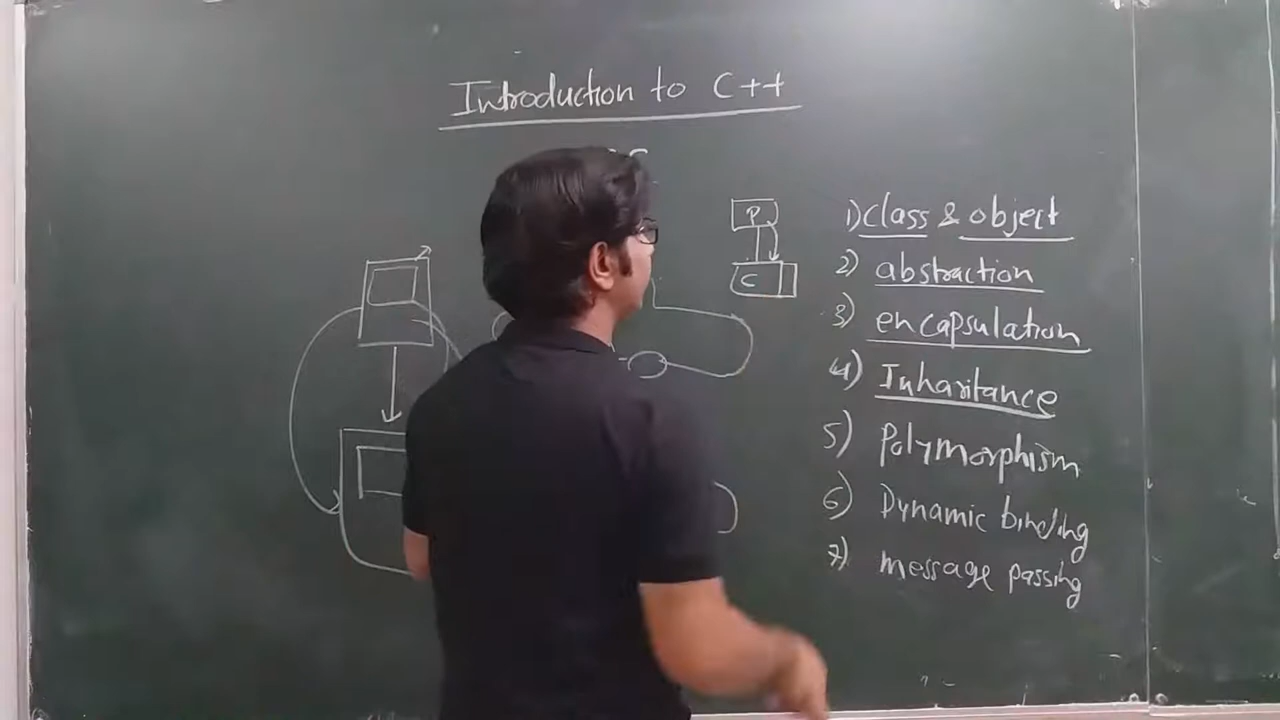 Introduction to C++
P
C
1) class & object
2) abstraction
3) encapsulation
4) Inharitance
5) Polymorphism
6) Dynamic binding
7) message passing